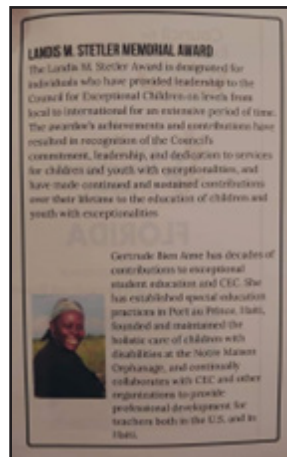 LANDIS M. STETLER MEMORIAL AWARD
The Landis M. Stetler Award is designated for
individuals who have provided leadership to the
Council for Exceptional Children on levels from
local to international for an extensive period of time.
The awardee's achievements and contributions have
resulted in recognition of the Council's
commitment, leadership, and dedication to services
for children and youth with exceptionalities, and
have made continued and sustained contributions
over their lifetime to the education of children and
youth with exceptionalities
Gertrude Bien Aime has decades of
contributions to exceptional
student education and CEC. She
has established special education
practices in Port au Prince, Haiti,
founded and maintained the
holistic care of children with
disabilities at the Notre Maison
Orphanage, and continually
collaborates with CEC and other
organizations to provide
professional development for
teachers both in the U.S. and in
Haiti.
FLORIDA